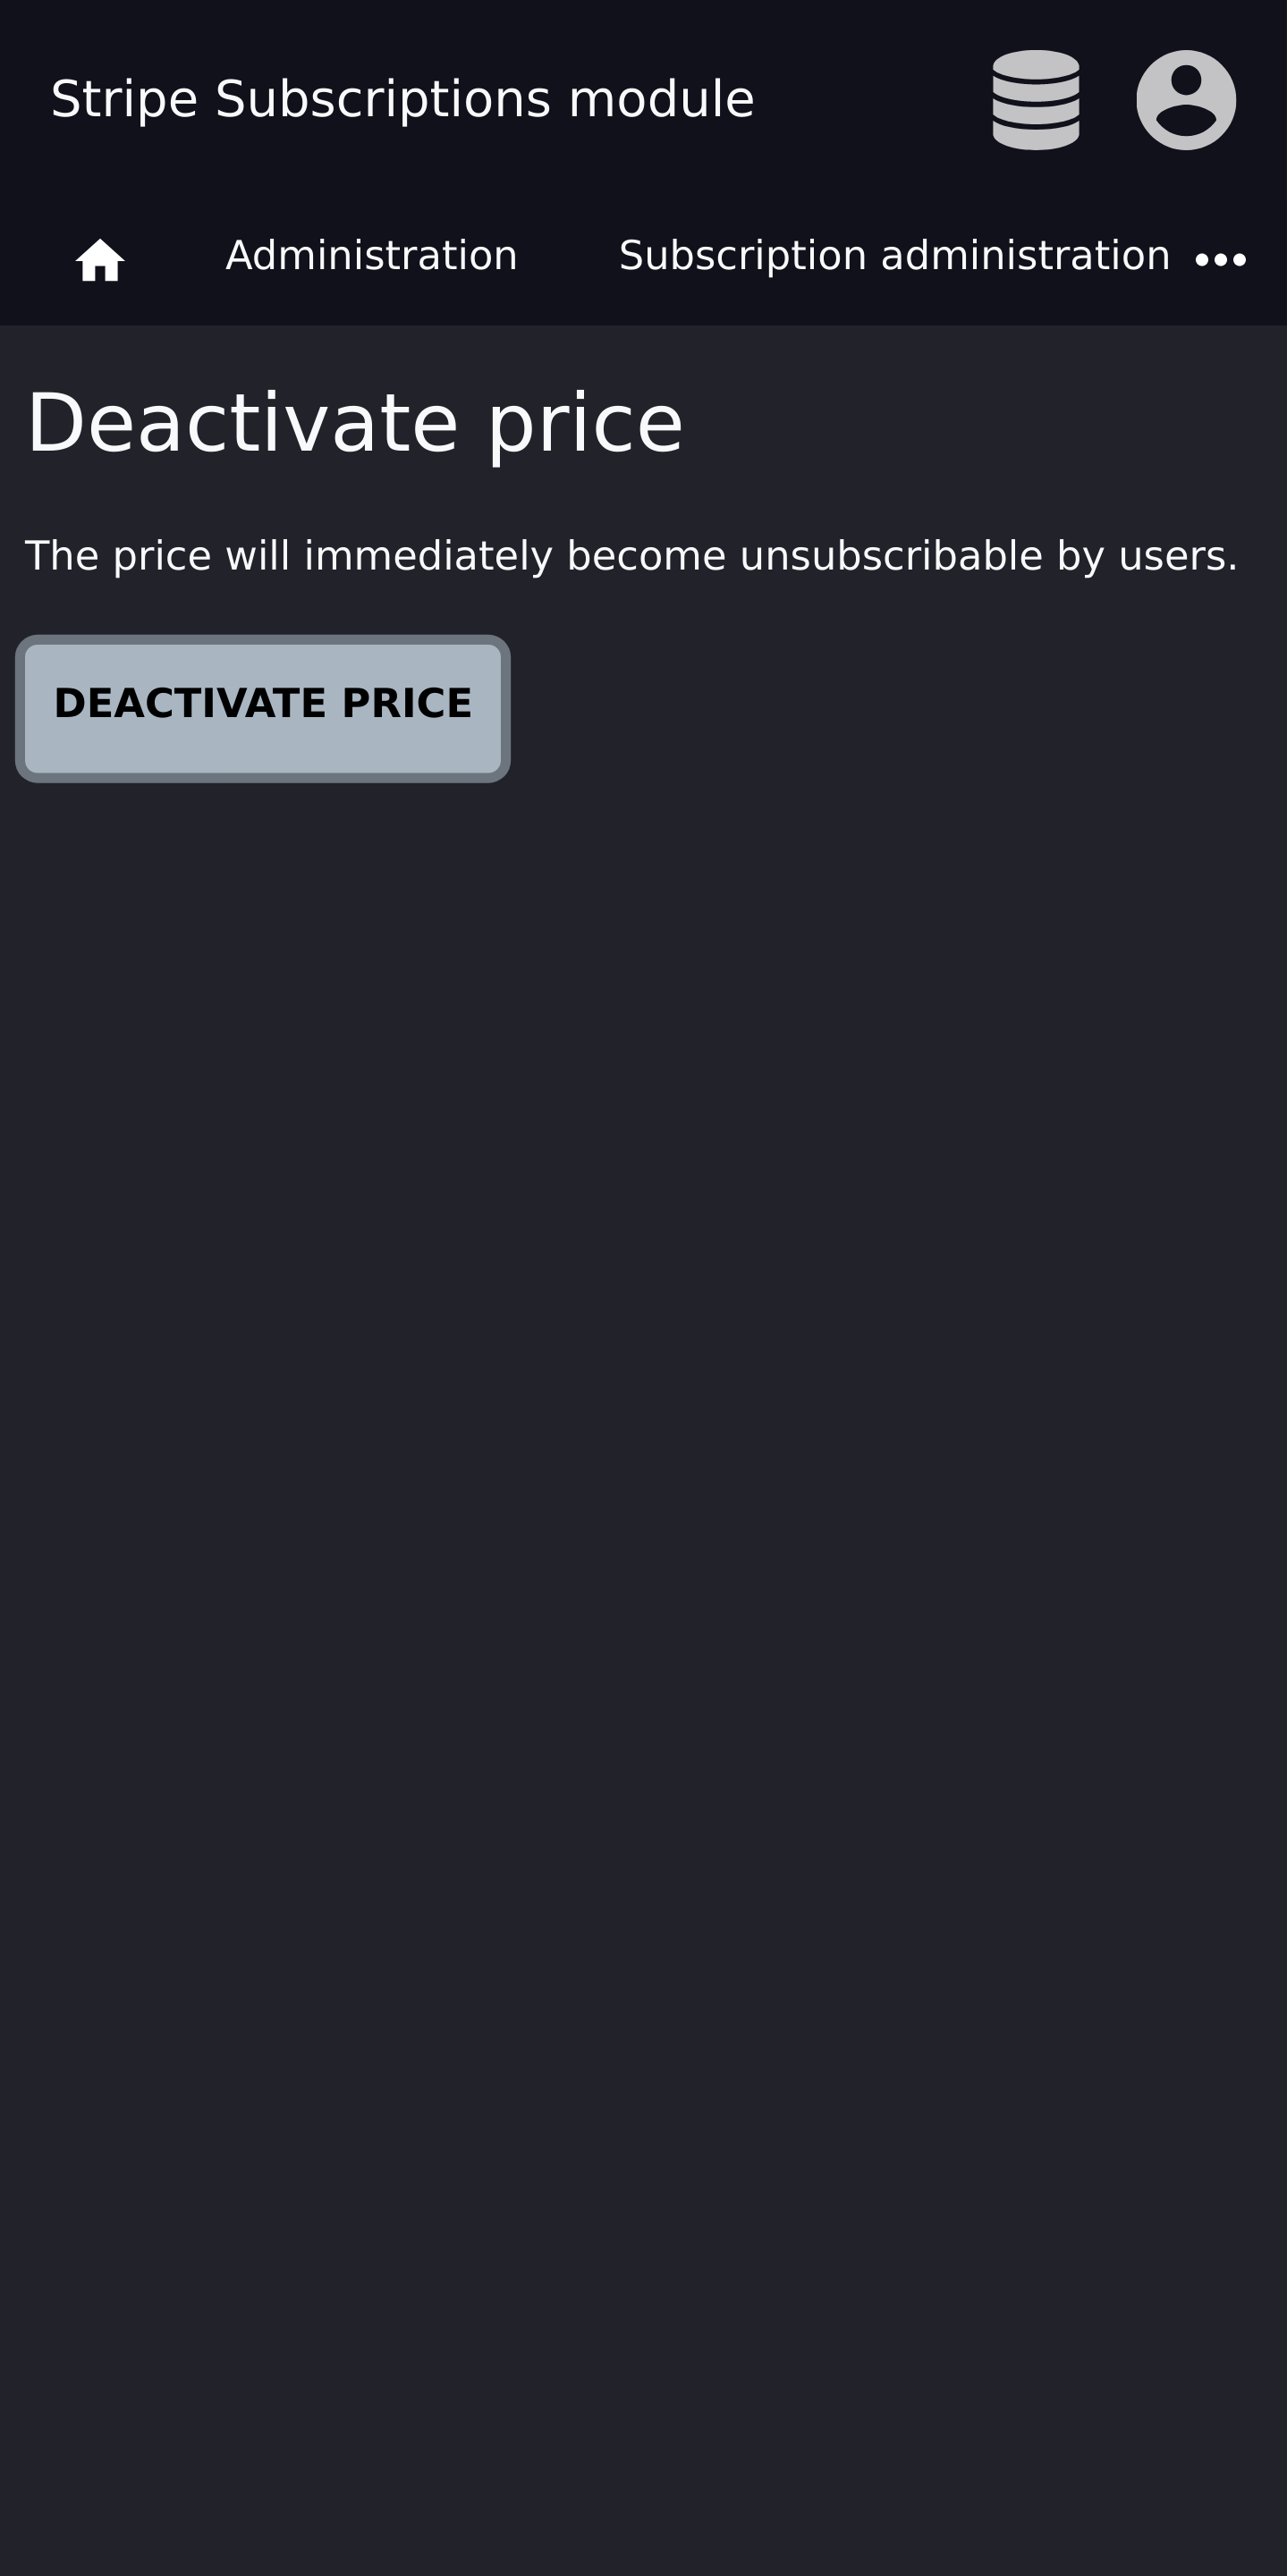 Stripe Subscriptions module
Administration Subscription administration
Deactivate price
The price will immediately become unsubscribable by users.
DEACTIVATE PRICE